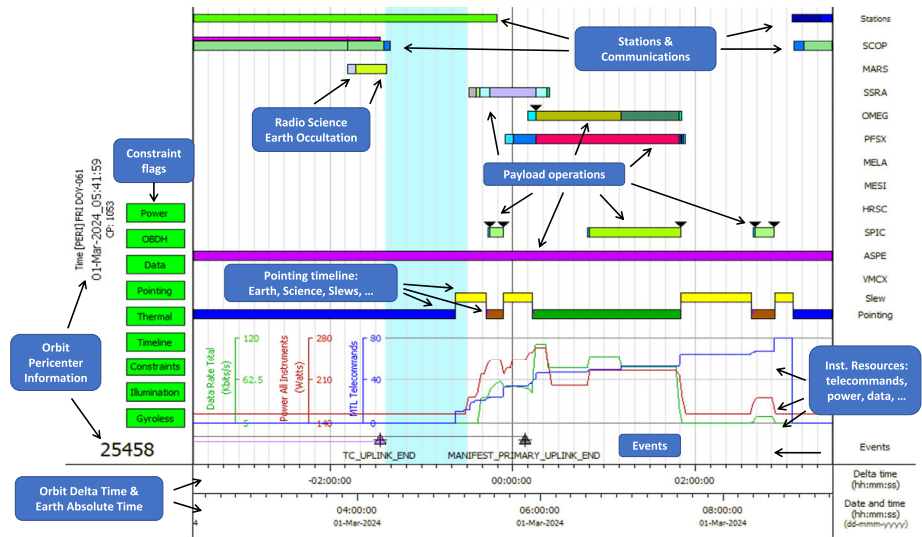 Stations
Stations &
Communications
SCOP
MARS
SSRA
Radio Science
Earth Occultation
OMEG
PFSX
Constraint
flags
Payload operations
MELA
MESI
HRSC
SPIC
ASPE
VMCX
Time [PERI]FRI DOY-061
01-Mar-2024_05:41:59
CP: 1053
Power
OBDH
Data
Pointing
Thermal
Timeline
Constraints
Illumination
Gyroless
Pointing timeline:
Earth, Science, Slews, ...
Slew
Pointing
Orbit
Pericenter
Information
Data Rate Total
(Kbits/s)
120
62.5
5
Power All Instruments
(Watts)
280
210
140
MTL Telecommands
80
40
0
Inst. Resources:
telecommands,
power, data, ...
25458
TC_UPLINK_END
MANIFEST_PRIMARY_UPLINK_END
Events
Events
Orbit Delta Time &
Earth Absolute Time
-02:00:00
00:00:00
02:00:00
Delta time
(hh:mm:ss)
4
04:00:00
01-Mar-2024
06:00:00
01-Mar-2024
08:00:00
01-Mar-2024
Date and time
(hh:mm:ss)
(dd-mmm-yyyy)